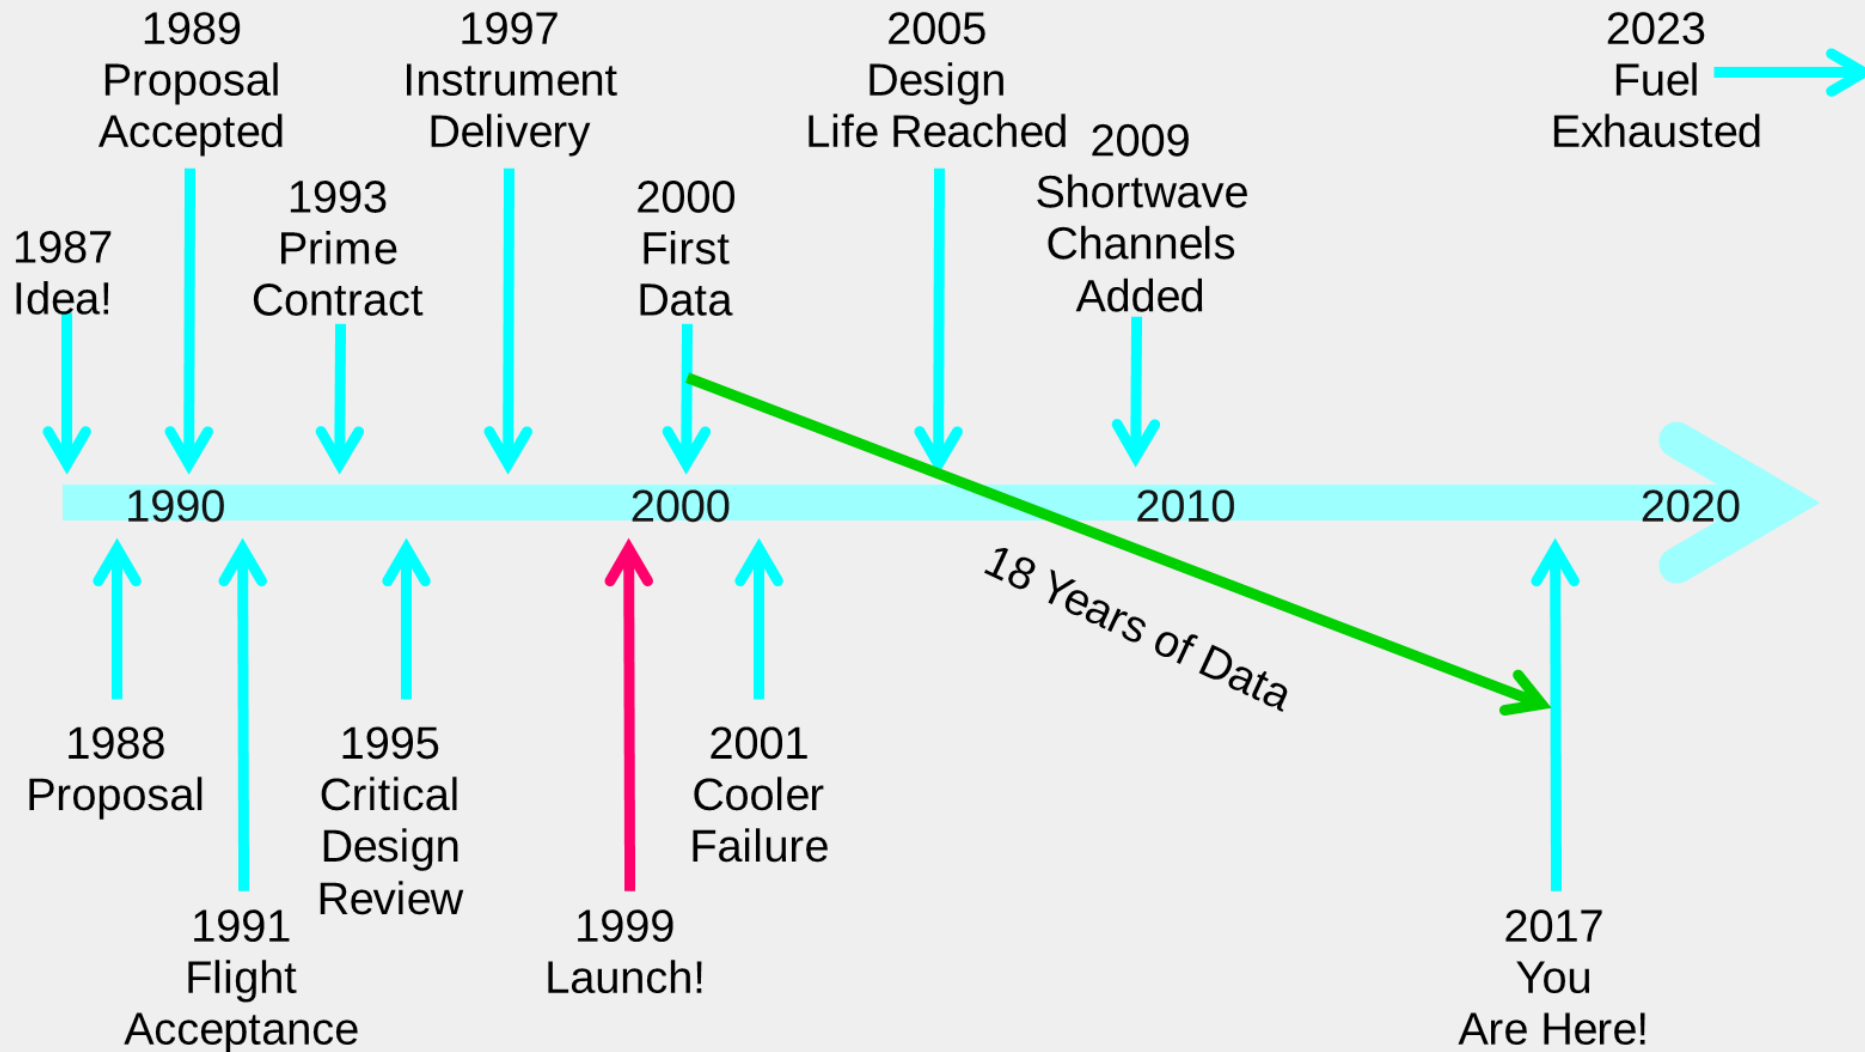 1989
Proposal
Accepted
1997
Instrument
Delivery
2005
Design
Life Reached
2023
Fuel
Exhausted
1987
Idea!
1993
Prime
Contract
2000
First
Data
2009
Shortwave
Channels
Added
1990
2000
2010
2020
18 Years of Data
1988
Proposal
1995
Critical
Design
Review
2001
Cooler
Failure
1991
Flight
Acceptance
1999
Launch!
2017
You
Are Here!